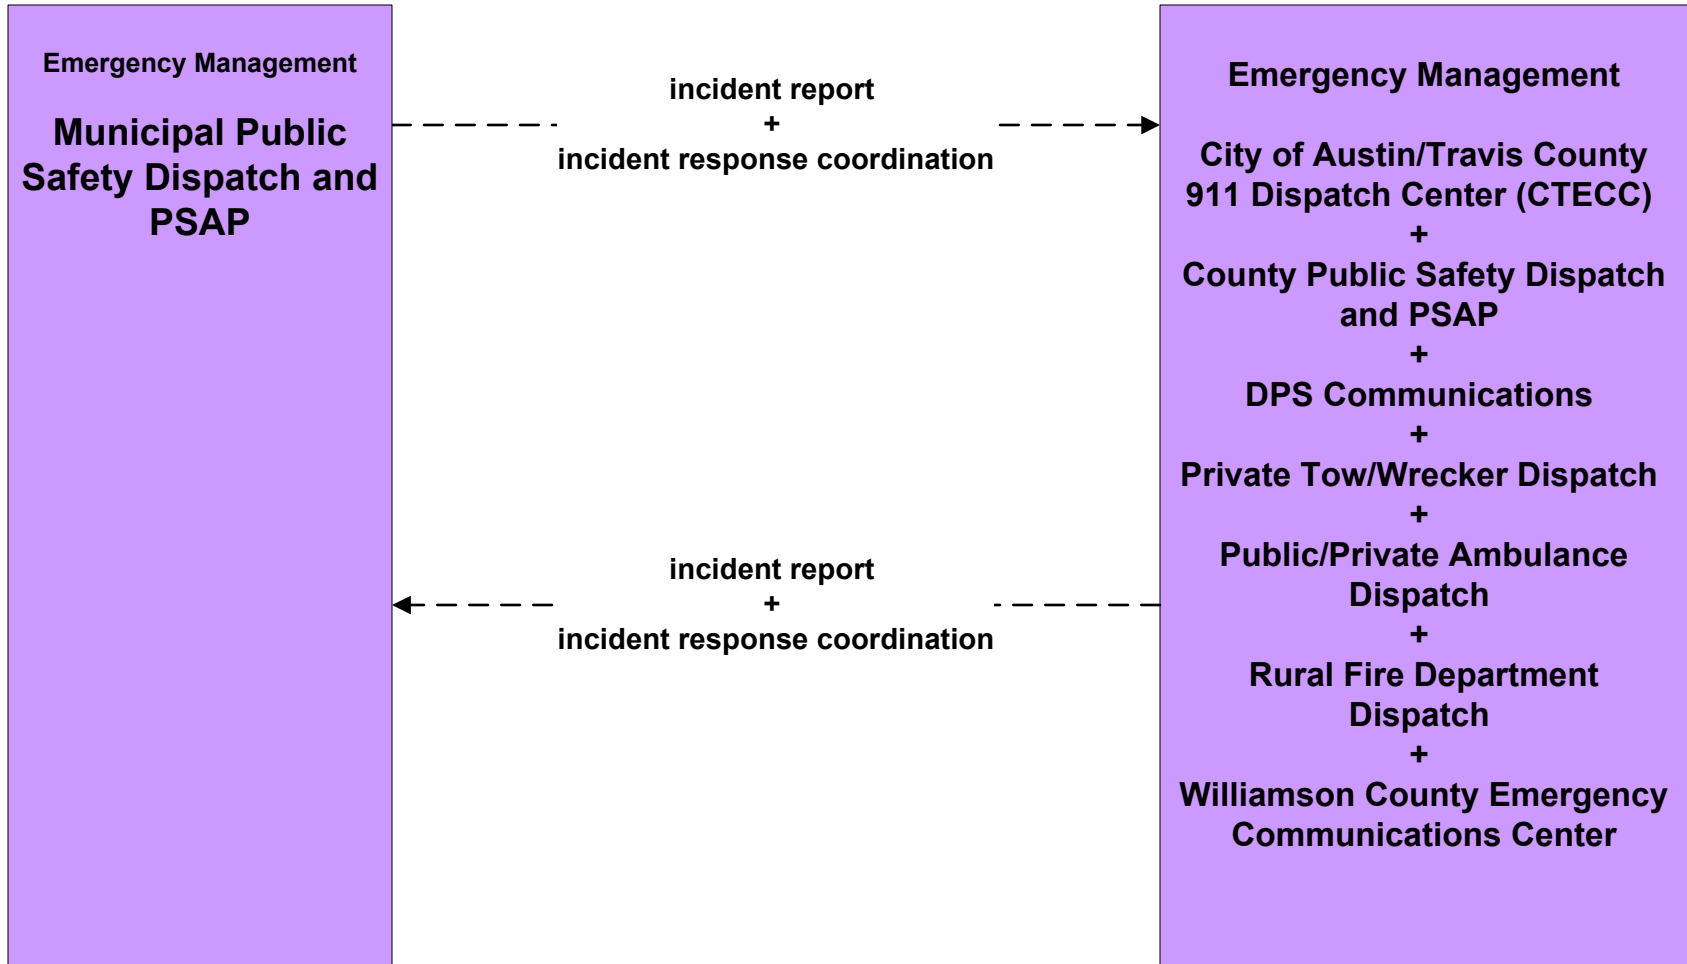 Emergency Management
Municipal Public
Safety Dispatch and
PSAP
incident report
+
incident response coordination
incident report
+
incident response coordination
Emergency Management
City of Austin/Travis County
911 Dispatch Center (CTECC)
+
County Public Safety Dispatch
and PSAP
+
DPS Communications
+
Private Tow/Wrecker Dispatch
+
Public/Private Ambulance
Dispatch
+
Rural Fire Department
Dispatch
+
Williamson County Emergency
Communications Center